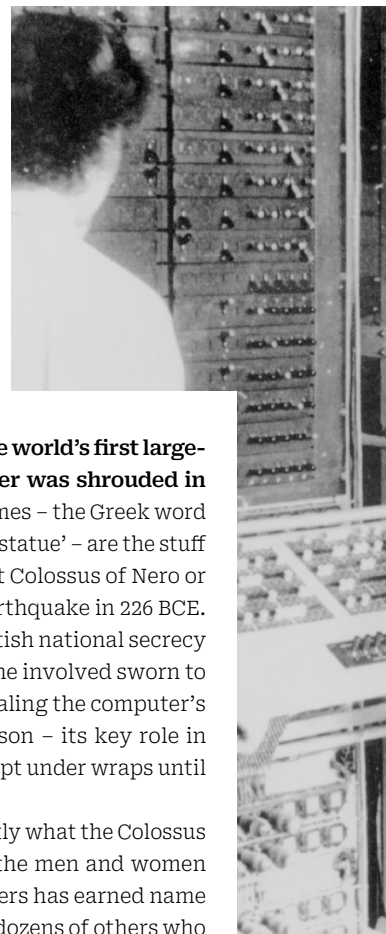 e world's first large-
er was shrouded in
mes – the Greek word
statue' – are the stuff
t Colossus of Nero or
rthquake in 226 BCE.
tish national secrecy
ne involved sworn to
aling the computer's
son – its key role in
pt under wraps until
tly what the Colossus
the men and women
ers has earned name
dozens of others who